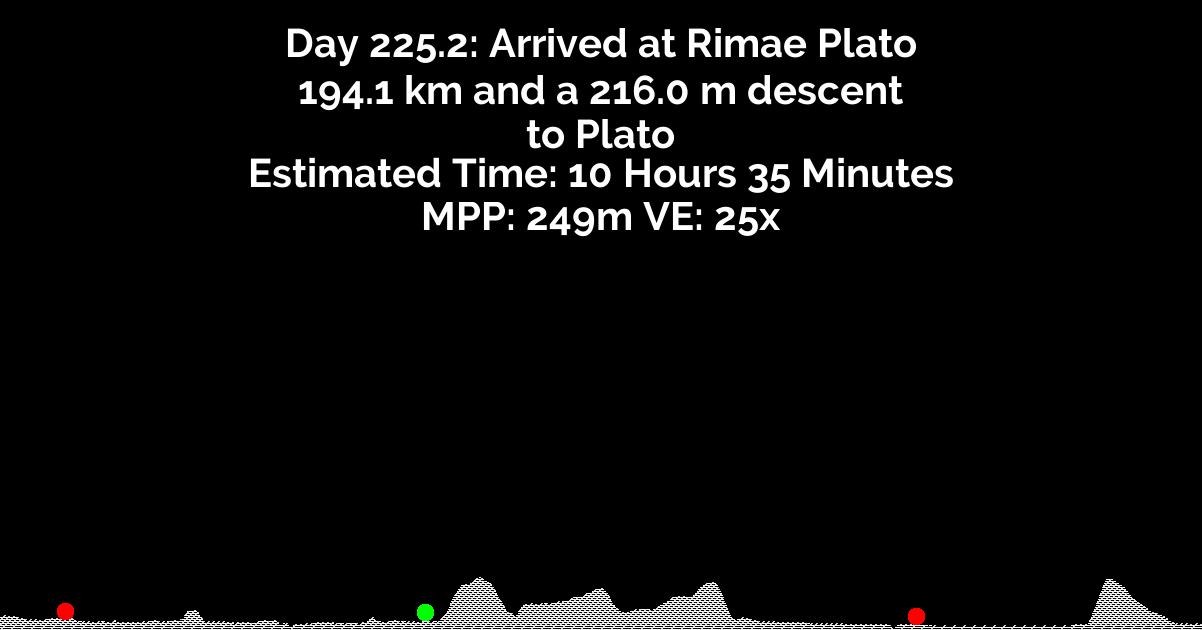 Day 225.2: Arrived at Rimae Plato
194.1 km and a 216.0 m descent
to Plato
Estimated Time: 10 Hours 35 Minutes
MPP: 249m VE: 25x